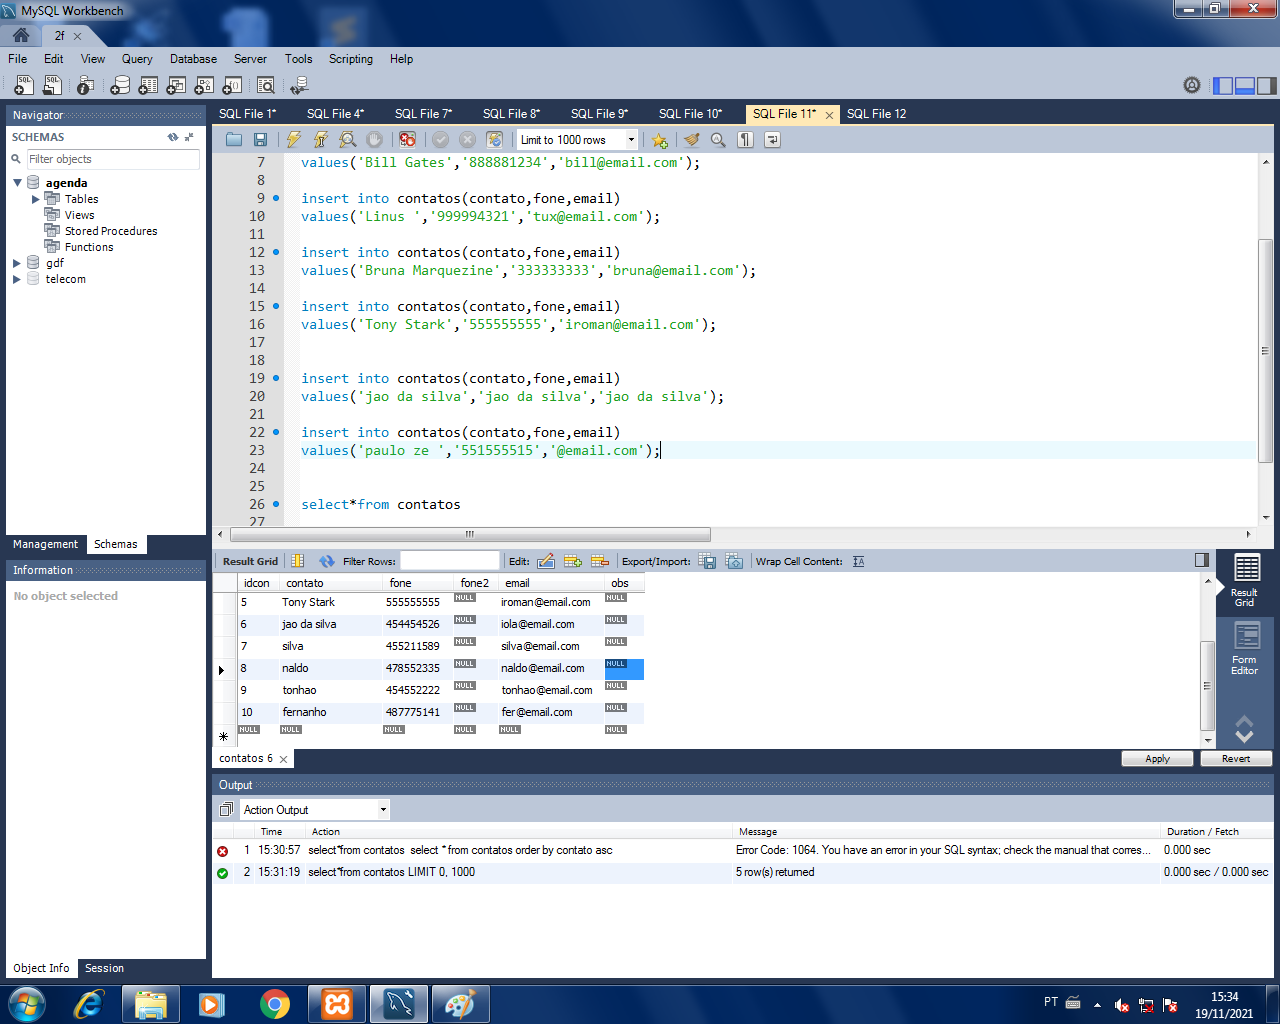 MySQL Workbench
2f
File Edit View Query Database Server Tools Scripting Help
Navigator
SCHEMAS
Filter objects
agenda
Tables
Views
Stored Procedures
Functions
gdf
telecom
Management Schemas
Information
No object selected
Object Info Session
SQL File 1* SQL File 4* SQL File 7* SQL File 8* SQL File 9* SQL File 10* SQL File 11* SQL File 12
Limit to 1000 rows
7 values('Bill Gates','888881234','bill@email.com');
8
9 insert into contatos(contato,fone,email)
10 values('Linus ','999994321','tux@email.com');
11
12 insert into contatos(contato,fone,email)
13 values('Bruna Marquezine','333333333','bruna@email.com');
14
15 insert into contatos(contato,fone,email)
16 values('Tony Stark','555555555','iroman@email.com');
17
18
19 insert into contatos(contato,fone,email)
20 values('jao da silva','jao da silva','jao da silva');
21
22 insert into contatos(contato,fone,email)
23 values('paulo ze ','551555515','@email.com');
24
25
26 select*from contatos
27
Result Grid Filter Rows: Edit: Export/Import: Wrap Cell Content:
idcon contato fone fone2 email obs
5 Tony Stark 555555555 NULL iroman@email.com NULL
6 jao da silva 454454526 NULL iola@email.com NULL
7 silva 455211589 NULL silva@email.com NULL
8 naldo 478552335 NULL naldo@email.com NULL
9 tonhao 454552222 NULL tonhao@email.com NULL
10 fernanho 487775141 NULL fer@email.com NULL
NULL NULL NULL NULL NULL NULL
Result
Grid
Form
Editor
contatos 6
Apply Revert
Output
Action Output
Time Action Message Duration / Fetch
1 15:30:57 select*from contatos select * from contatos order by contato asc Error Code: 1064. You have an error in your SQL syntax; check the manual that corres... 0.000 sec
2 15:31:19 select*from contatos LIMIT 0, 1000 5 row(s) returned 0.000 sec / 0.000 sec
PT
15:34
19/11/2021